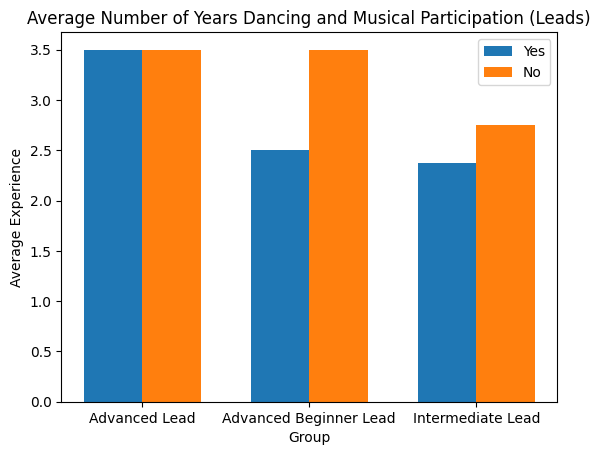 Average Number of Years Dancing and Musical Participation (Leads)
Yes
No
3.5
3.0
2.5
2.0
1.5
1.0
0.5
0.0
Average Experience
Advanced Lead
Advanced Beginner Lead
Intermediate Lead
Group